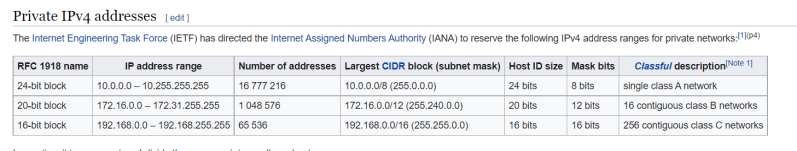 Private IPv4 addresses [ edit ]
The Internet Engineering Task Force (IETF) has directed the Internet Assigned Numbers Authority (IANA) to reserve the following IPv4 address ranges for private networks:[1](p4)
RFC 1918 name IP address range Number of addresses Largest CIDR block (subnet mask) Host ID size Mask bits Classful description[Note 1]
24-bit block 10.0.0.0 – 10.255.255.255 16 777 216 10.0.0.0/8 (255.0.0.0) 24 bits 8 bits single class A network
20-bit block 172.16.0.0 – 172.31.255.255 1 048 576 172.16.0.0/12 (255.240.0.0) 20 bits 12 bits 16 contiguous class B networks
16-bit block 192.168.0.0 – 192.168.255.255 65 536 192.168.0.0/16 (255.255.0.0) 16 bits 16 bits 256 contiguous class C networks